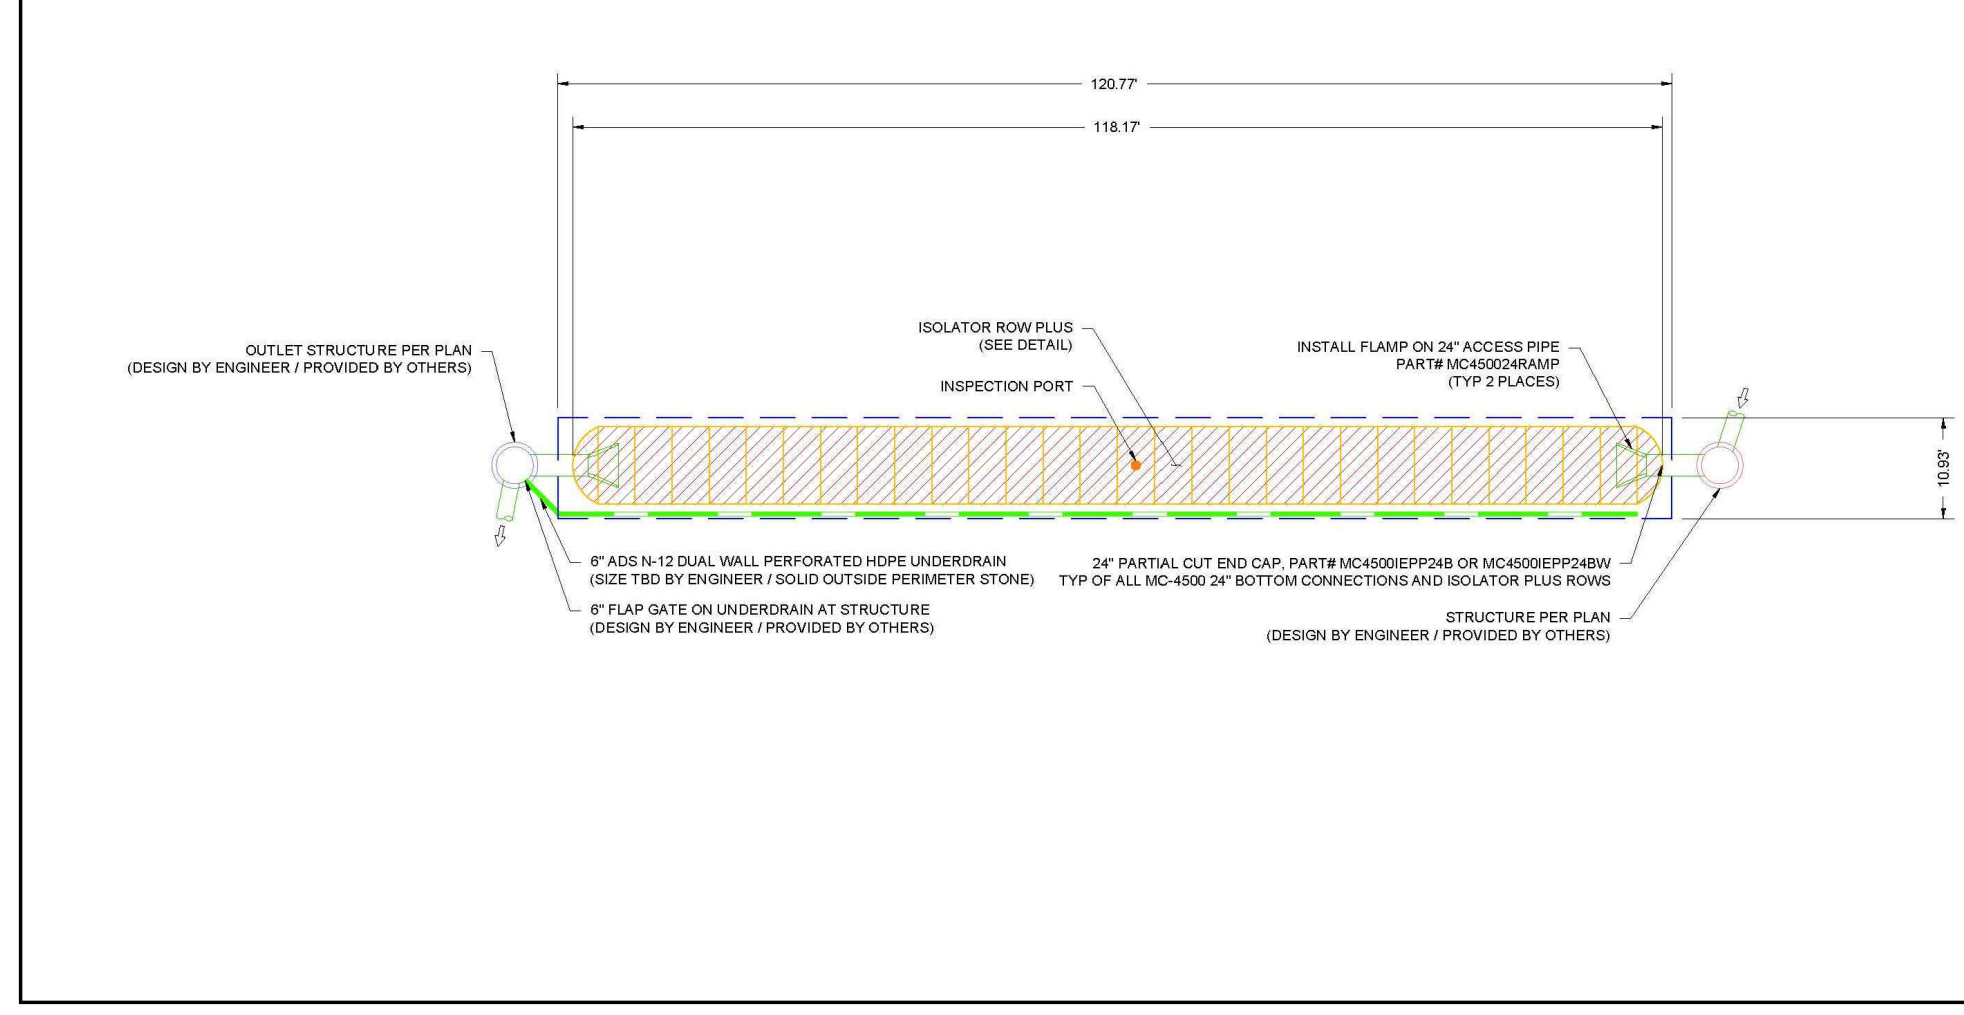 120.77'
118.17'
ISOLATOR ROW PLUS
(SEE DETAIL)
INSTALL FLAMP ON 24" ACCESS PIPE
PART# MC450024RAMP
(TYP 2 PLACES)
OUTLET STRUCTURE PER PLAN
(DESIGN BY ENGINEER / PROVIDED BY OTHERS)
INSPECTION PORT
10.93'
6" ADS N-12 DUAL WALL PERFORATED HDPE UNDERDRAIN
(SIZE TBD BY ENGINEER / SOLID OUTSIDE PERIMETER STONE)
24" PARTIAL CUT END CAP, PART# MC4500IEPP24B OR MC4500IEPP24BW
TYP OF ALL MC-4500 24" BOTTOM CONNECTIONS AND ISOLATOR PLUS ROWS
6" FLAP GATE ON UNDERDRAIN AT STRUCTURE
(DESIGN BY ENGINEER / PROVIDED BY OTHERS)
STRUCTURE PER PLAN
(DESIGN BY ENGINEER / PROVIDED BY OTHERS)